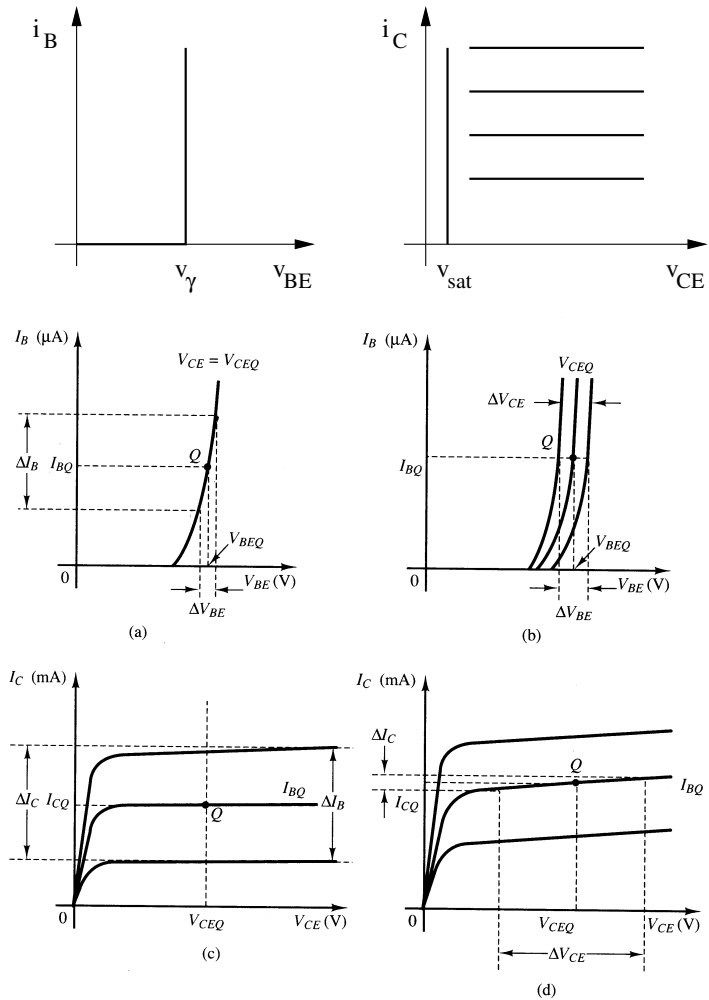 i_B
v_γ
v_BE
i_C
v_sat
v_CE
I_B (μA)
V_CE = V_CEQ
Q
ΔI_B
I_BQ
V_BEQ
0
V_BE (V)
ΔV_BE
(a)
I_B (μA)
V_CEQ
ΔV_CE
Q
I_BQ
V_BEQ
0
V_BE (V)
ΔV_BE
(b)
I_C (mA)
ΔI_C
I_CQ
I_BQ
ΔI_B
Q
0
V_CEQ
V_CE (V)
(c)
I_C (mA)
ΔI_C
Q
I_CQ
I_BQ
0
V_CEQ
V_CE (V)
ΔV_CE
(d)